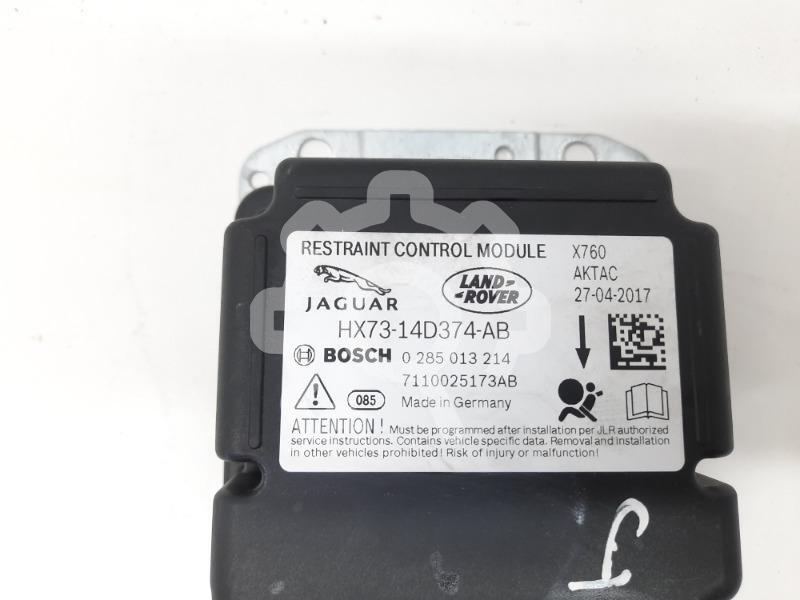 RESTRAINT CONTROL MODULE X760
AKTAC
27-04-2017
JAGUAR LAND- -ROVER
HX73-14D374-AB
BOSCH 0 285 013 214
7110025173AB
085 Made in Germany
ATTENTION! Must be programmed after installation per JLR authorized
service instructions. Contains vehicle specific data. Removal and Installation
in other vehicles prohibited! Risk of injury or malfunction!